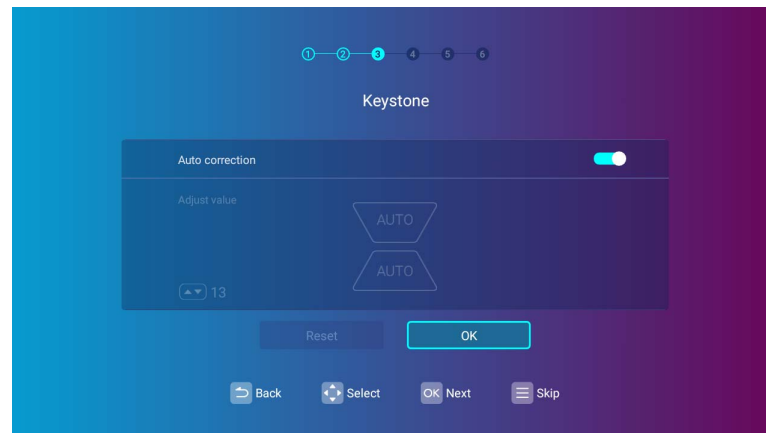 1 2 3 4 5 6
Keystone
Auto correction
Adjust value
AUTO
AUTO
13
Reset OK
Back Select OK Next Skip